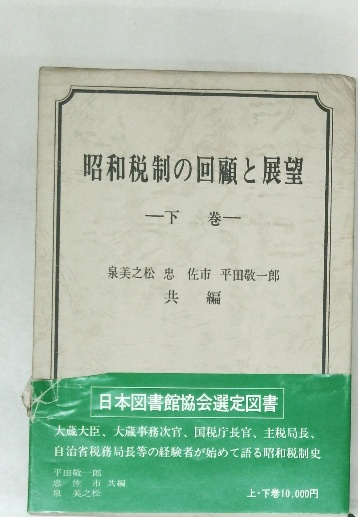 昭和税制の回顧と展望
―下 巻―
泉美之松 忠 佐市 平田敬一郎
共 編
日本図書館協会選定図書
大蔵大臣、大蔵事務次官、国税庁長官、主税局長、
自治省税務局長等の経験者が始めて語る昭和税制史
平田敬一郎
忠 佐 市 共編
泉 美之松
上・下巻10,000円